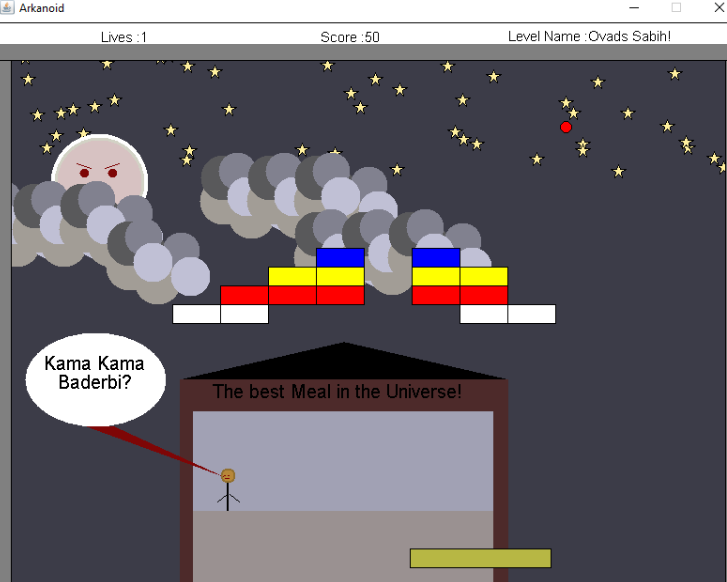 Arkanoid
Lives :1 Score :50 Level Name :Ovads Sabih!
Kama Kama
Baderbi?
The best Meal in the Universe!